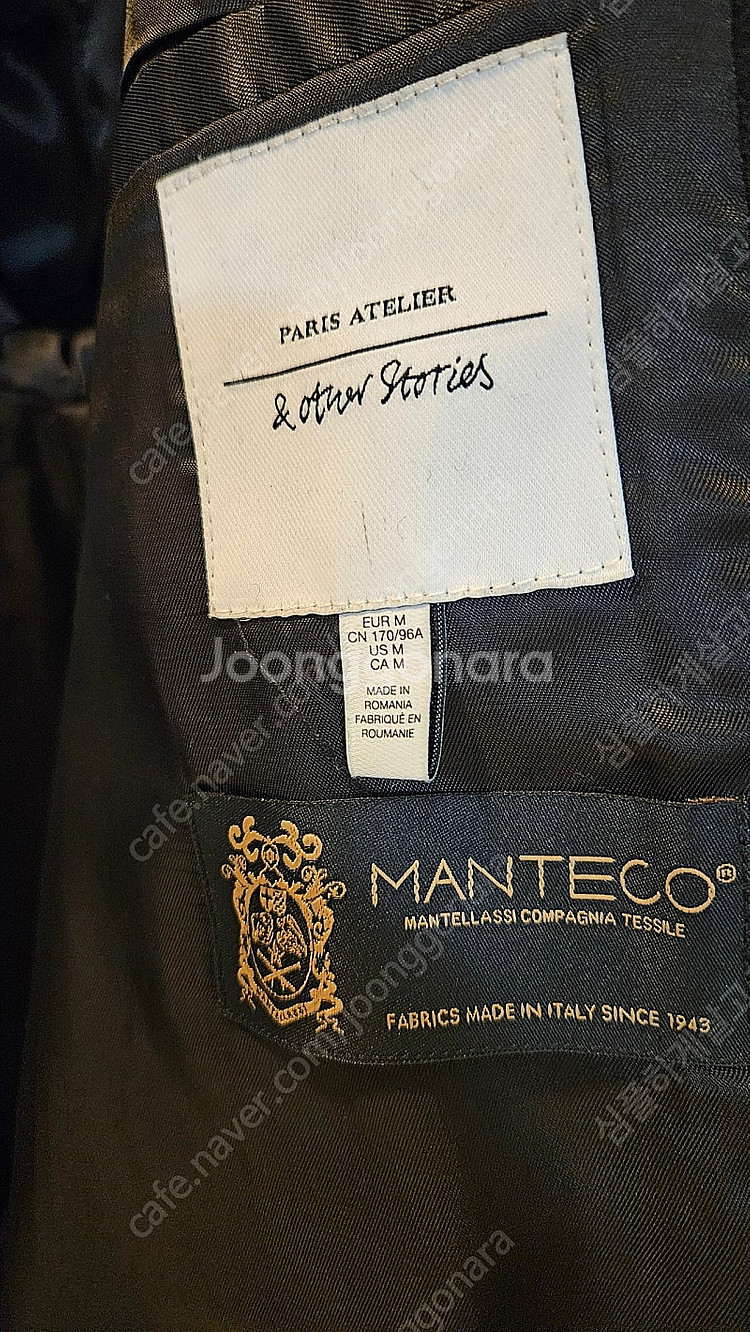 PARIS ATELIER
& other Stories
EUR M
CN 170/96A
US M
CA M
Joonggonara
MADE IN
ROMANIA
FABRIQUÉ EN
ROUMANIE
MANTECO®
MANTELLASSI COMPAGNIA TESSILE
FABRICS MADE IN ITALY SINCE 1943
cafe.naver.com/joonggonara